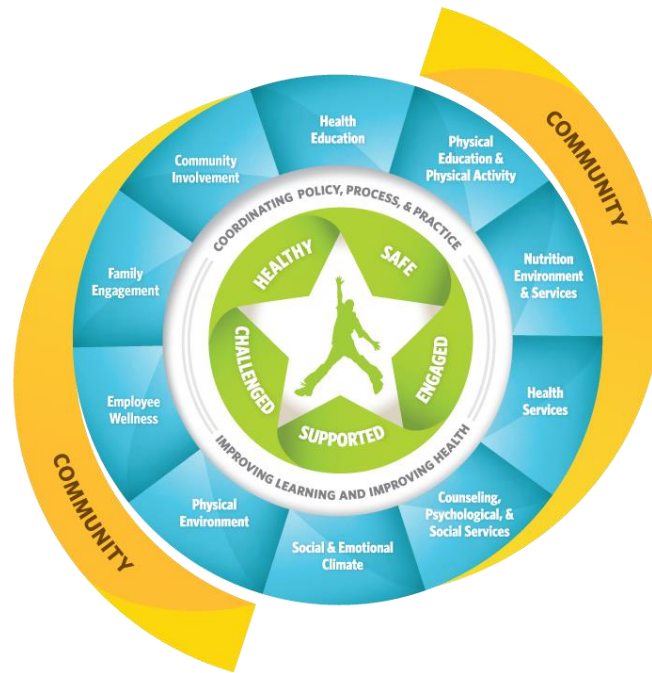 COMMUNITY
Health
Education
Physical
Education &
Physical Activity
Nutrition
Environment
& Services
Health
Services
Counseling,
Psychological, &
Social Services
Social & Emotional
Climate
Physical
Environment
Employee
Wellness
Family
Engagement
Community
Involvement
COORDINATING POLICY, PROCESS, & PRACTICE
IMPROVING LEARNING AND IMPROVING HEALTH
HEALTHY
SAFE
ENGAGED
SUPPORTED
CHALLENGED
COMMUNITY